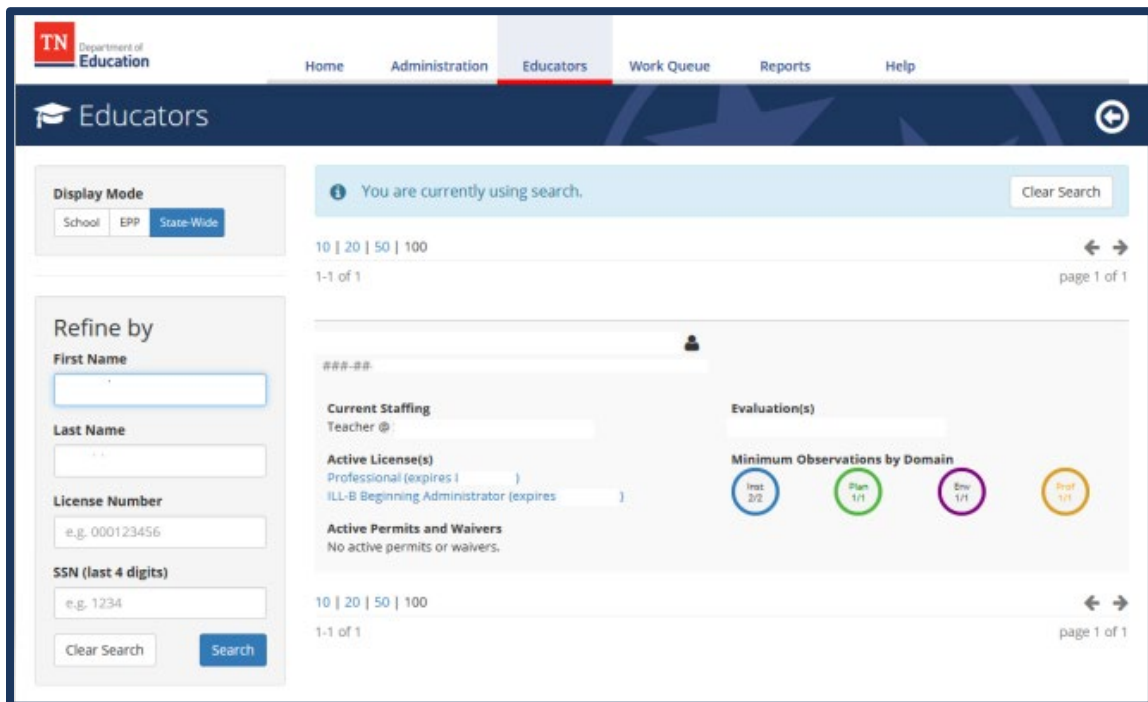 TN Department of
Education
Home Administration Educators Work Queue Reports Help
Educators
Display Mode
School EPP State-Wide
You are currently using search.
Clear Search
10 | 20 | 50 | 100
1-1 of 1
page 1 of 1
Refine by
First Name
Last Name
License Number
e.g. 000123456
SSN (last 4 digits)
e.g. 1234
Clear Search Search
###-##-
Current Staffing
Teacher @
Active License(s)
Professional (expires )
ILL-B Beginning Administrator (expires )
Active Permits and Waivers
No active permits or waivers.
Evaluation(s)
Minimum Observations by Domain
Inst
2/2
Plan
1/1
Env
1/1
Prof
1/1
10 | 20 | 50 | 100
1-1 of 1
page 1 of 1